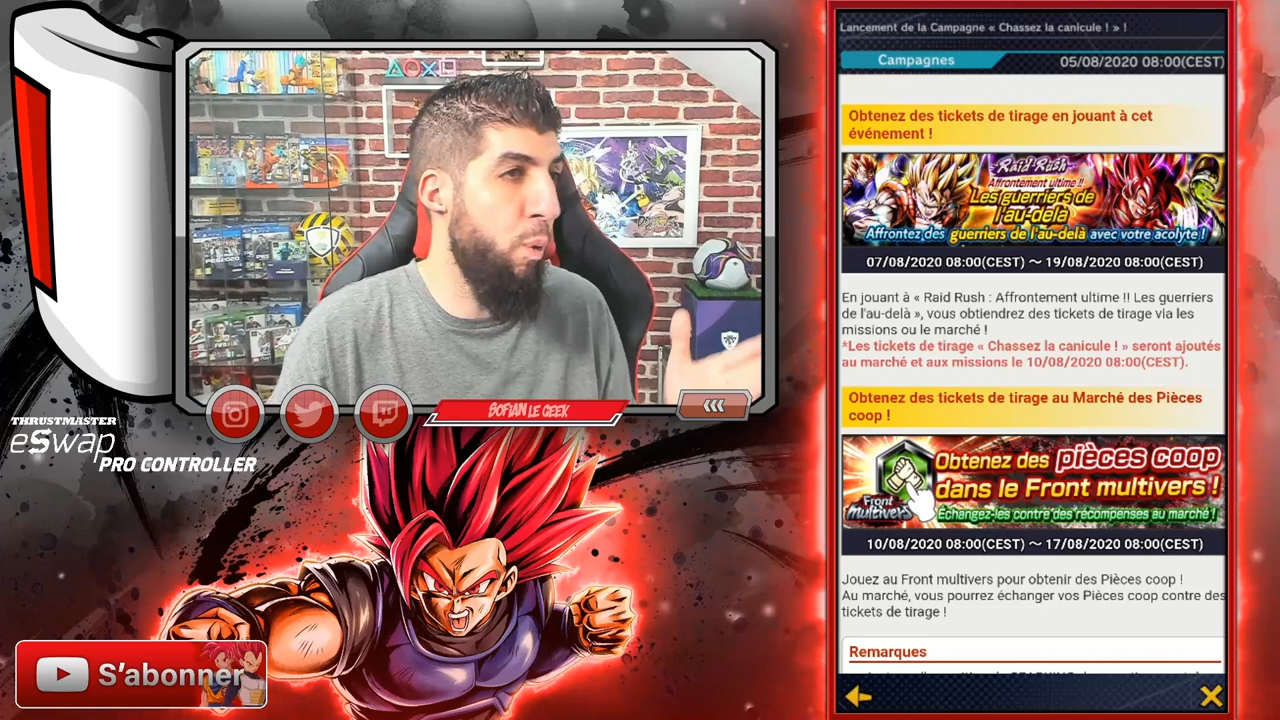 THRUSTMASTER
eSwap
PRO CONTROLLER
SOFIAN LE GEEK
S'abonner
Lancement de la Campagne « Chassez la canicule ! » !
Campagnes
05/08/2020 08:00(CEST)
Obtenez des tickets de tirage en jouant à cet
événement !
Raid Rush
Affrontement ultime !!
Les guerriers de
l'au-delà
Affrontez des guerriers de l'au-delà avec votre acolyte !
07/08/2020 08:00(CEST) ～ 19/08/2020 08:00(CEST)
En jouant à « Raid Rush : Affrontement ultime !! Les guerriers
de l'au-delà », vous obtiendrez des tickets de tirage via les
missions ou le marché !
*Les tickets de tirage « Chassez la canicule ! » seront ajoutés
au marché et aux missions le 10/08/2020 08:00(CEST).
Obtenez des tickets de tirage au Marché des Pièces
coop !
Obtenez des pièces coop
dans le Front multivers !
Front
multivers
Échangez-les contre des récompenses au marché !
10/08/2020 08:00(CEST) ～ 17/08/2020 08:00(CEST)
Jouez au Front multivers pour obtenir des Pièces coop !
Au marché, vous pourrez échanger vos Pièces coop contre des
tickets de tirage !
Remarques